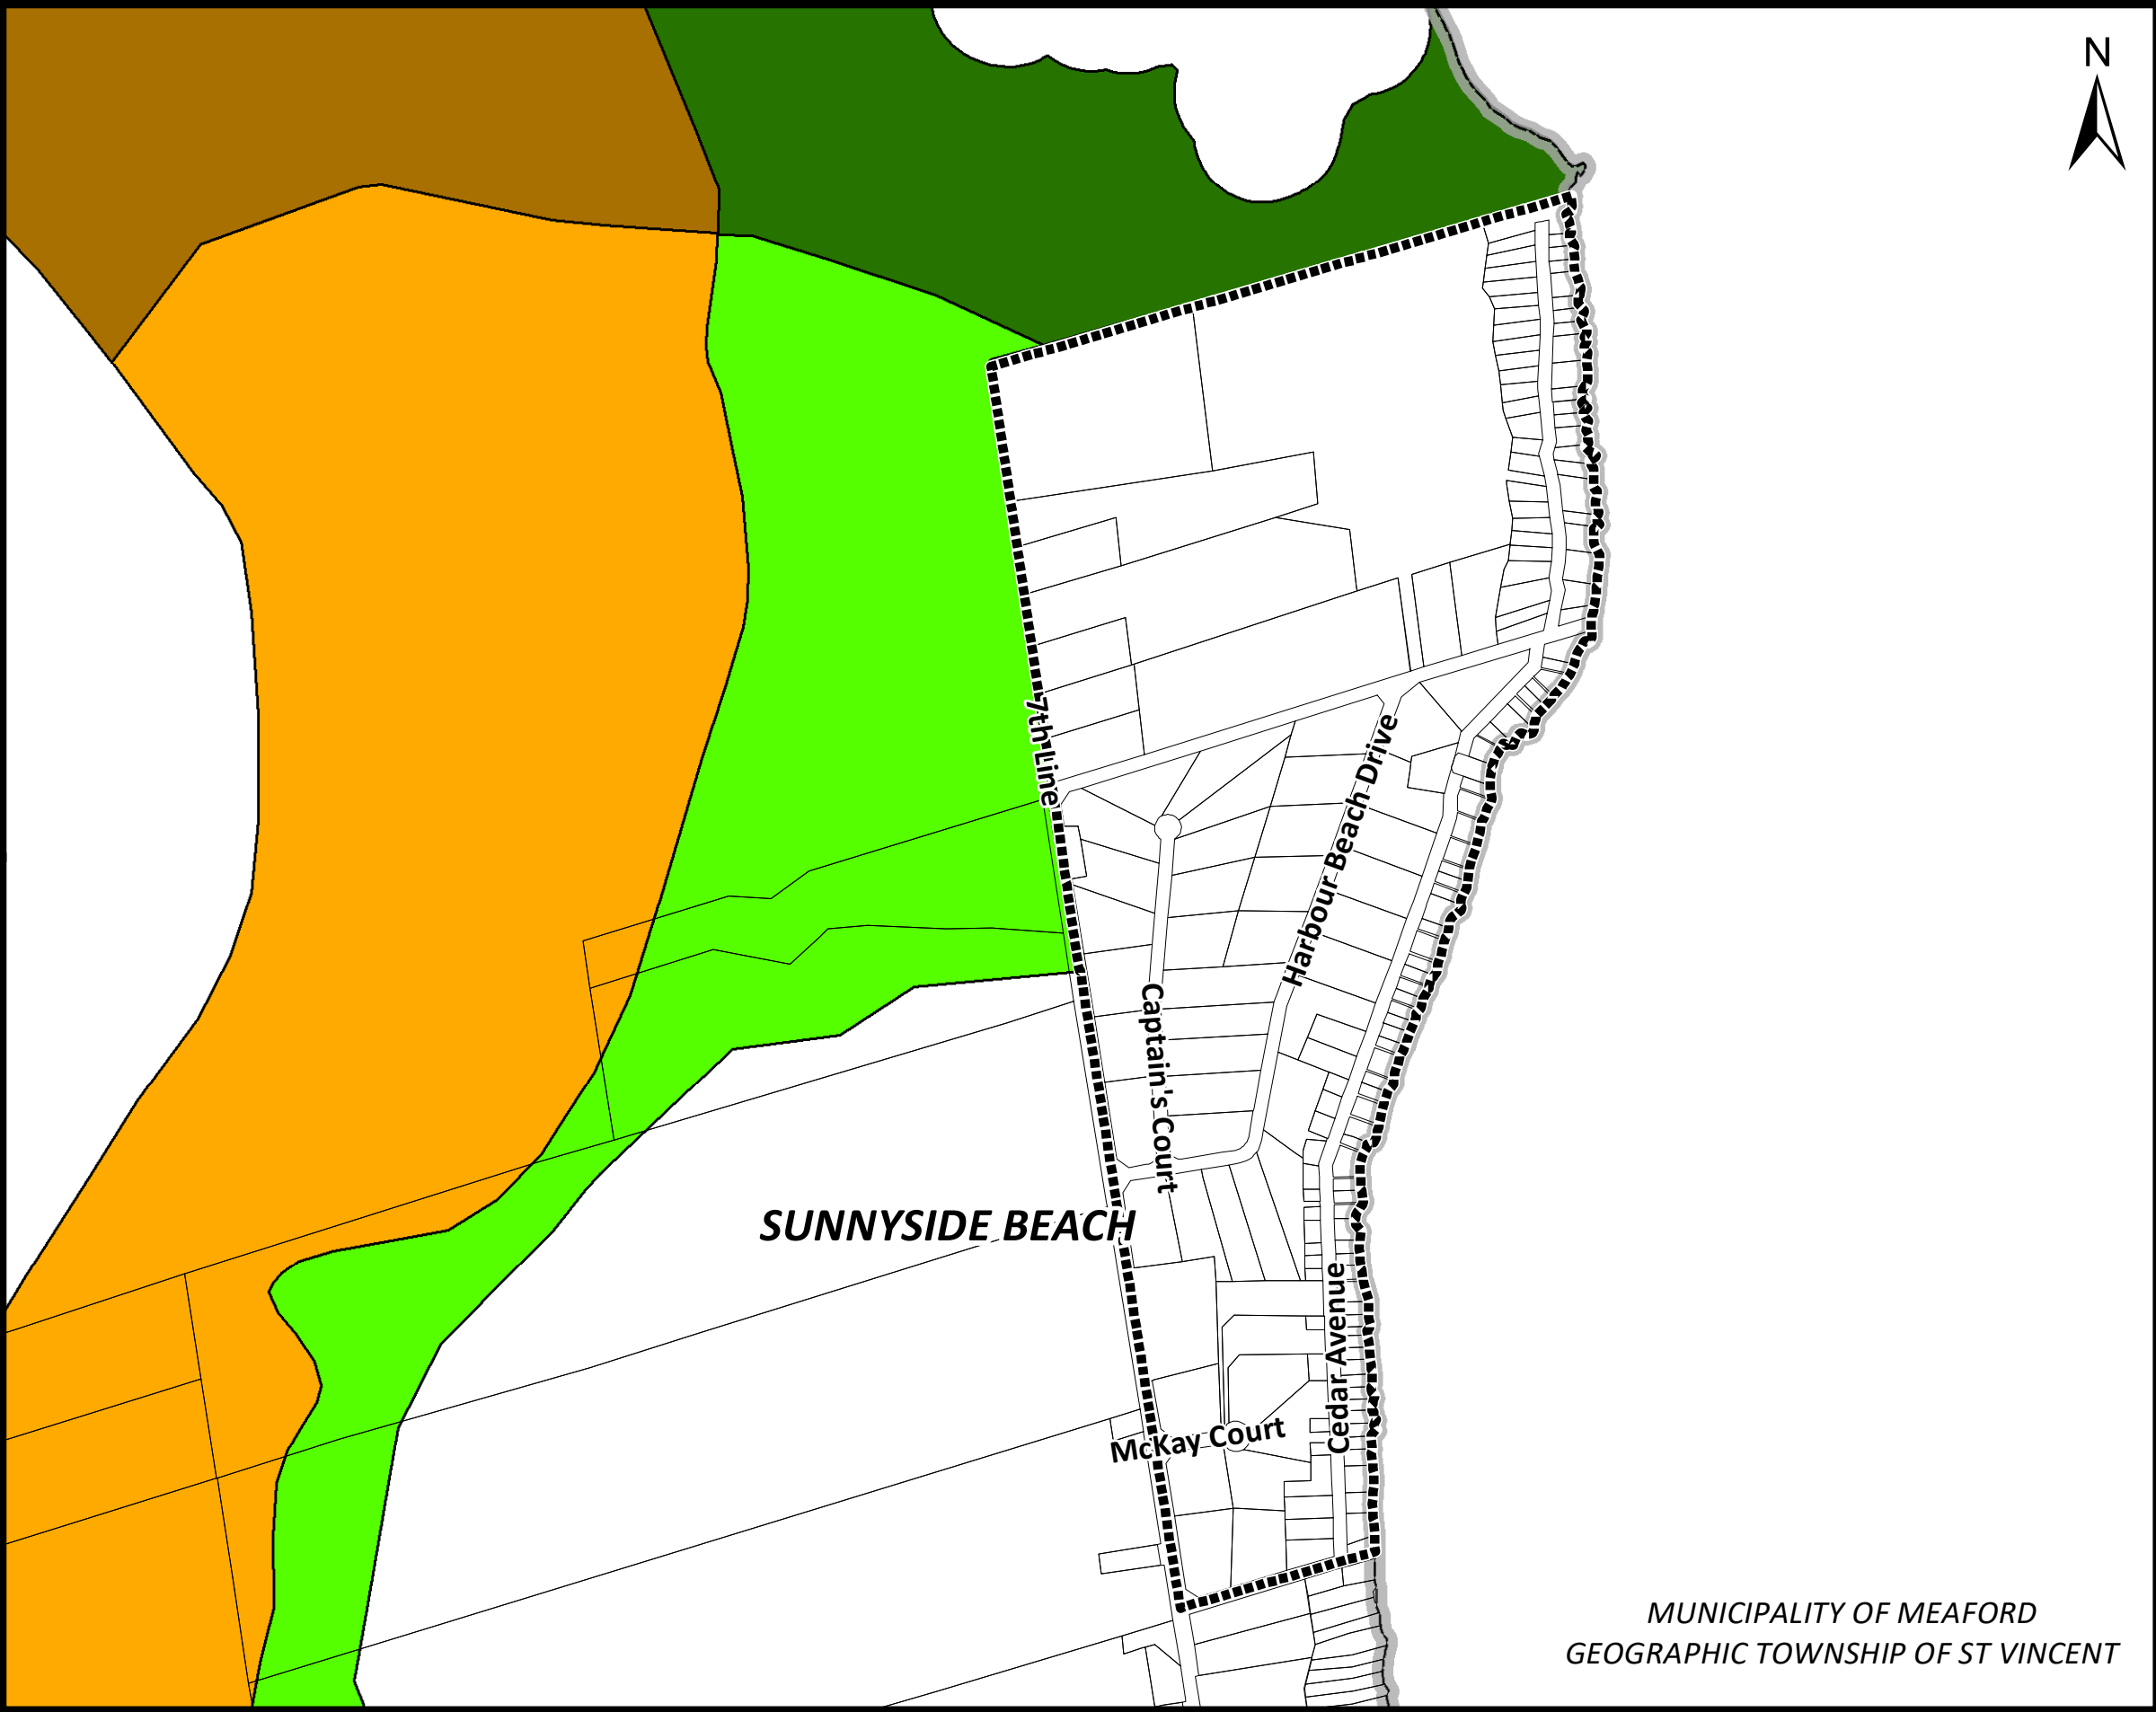 N
7th Line
Harbour Beach Drive
Captain's Court
SUNNYSIDE BEACH
Cedar Avenue
McKay Court
MUNICIPALITY OF MEAFORD
GEOGRAPHIC TOWNSHIP OF ST VINCENT